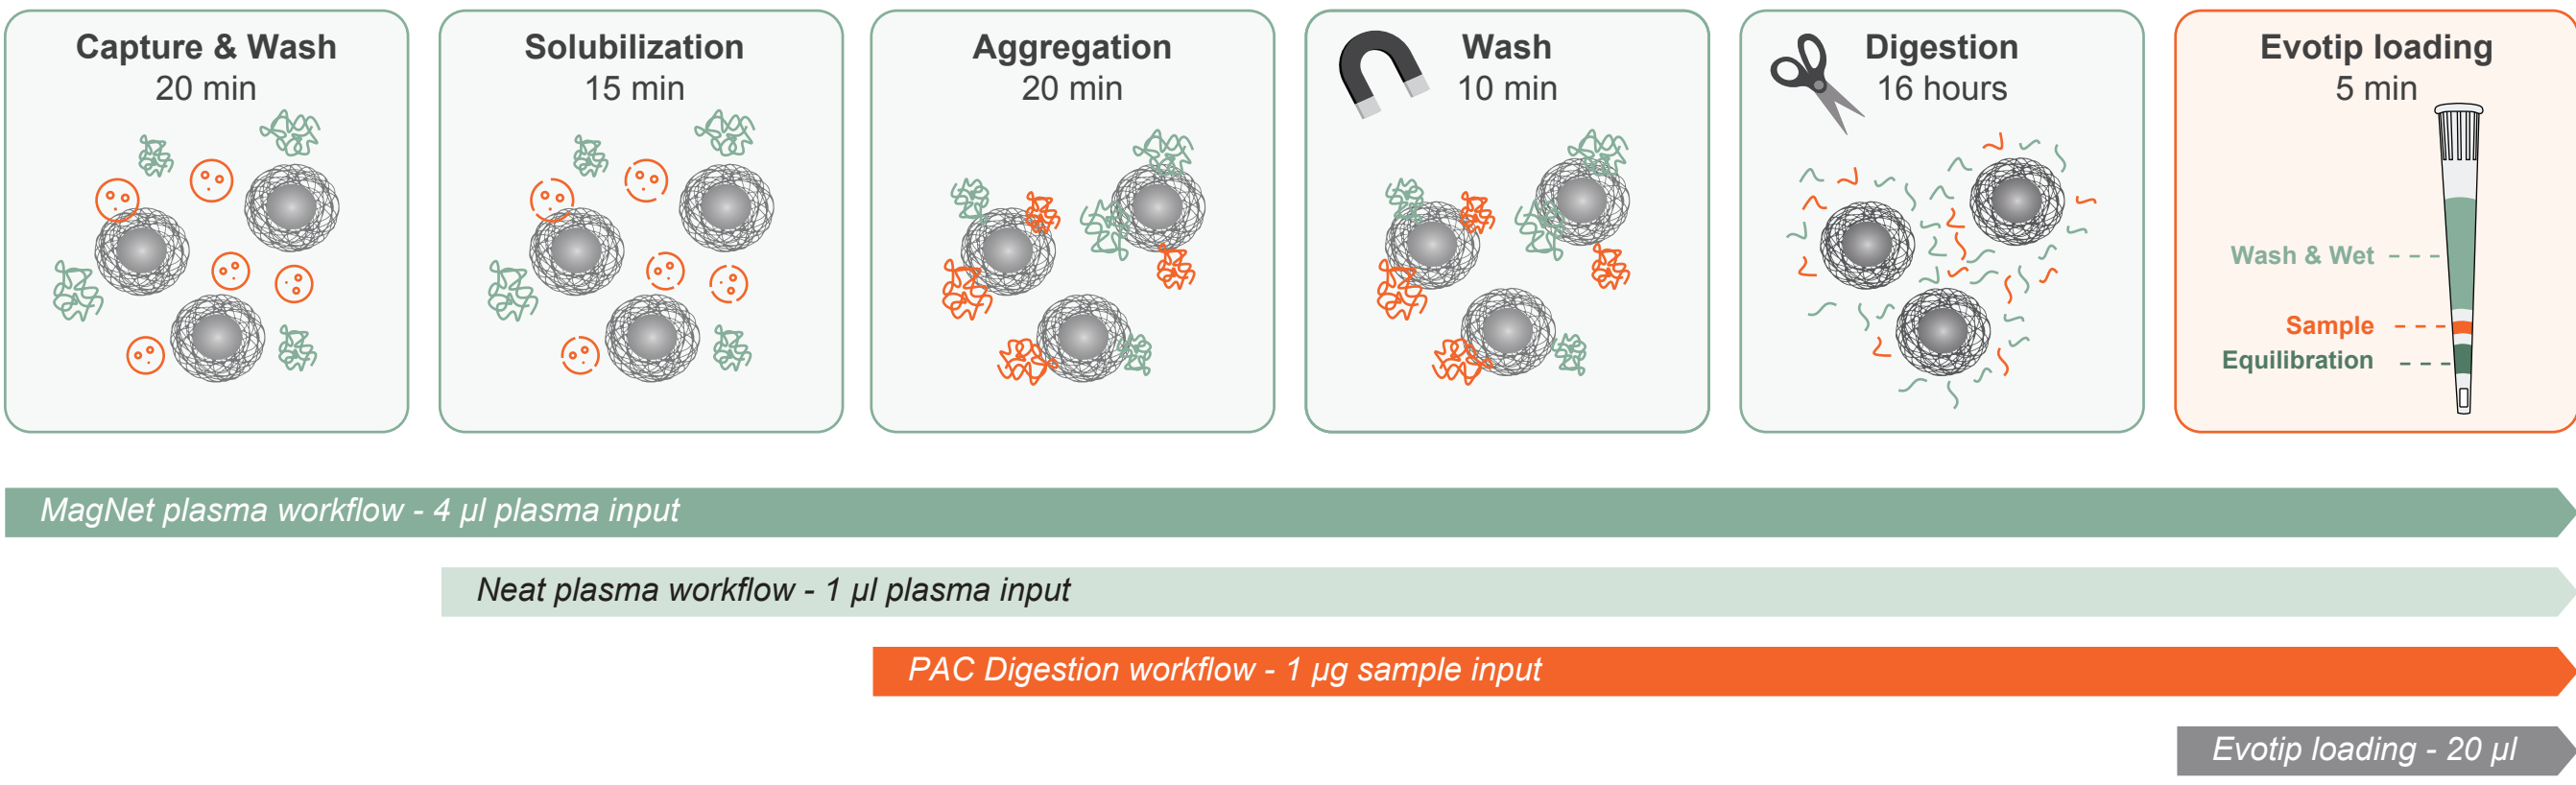 Capture & Wash
20 min
Solubilization
15 min
Aggregation
20 min
Wash
10 min
Digestion
16 hours
Evotip loading
5 min
Wash & Wet
Sample
Equilibration
MagNet plasma workflow - 4 µl plasma input
Neat plasma workflow - 1 µl plasma input
PAC Digestion workflow - 1 µg sample input
Evotip loading - 20 µl